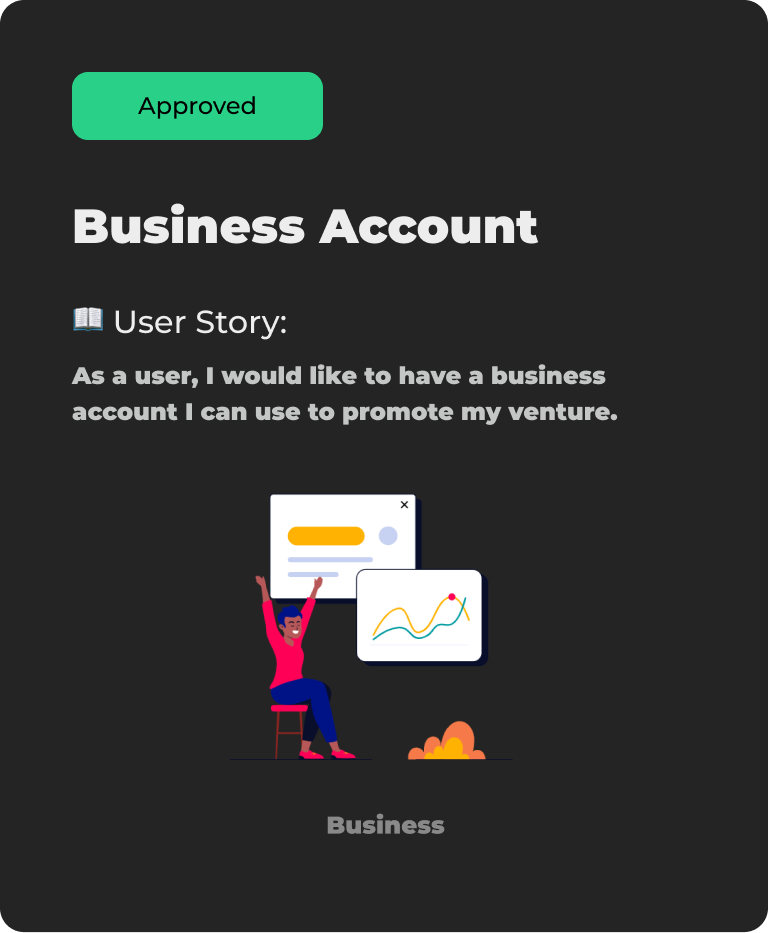 Approved
Business Account
📖 User Story:
As a user, I would like to have a business
account I can use to promote my venture.
Business